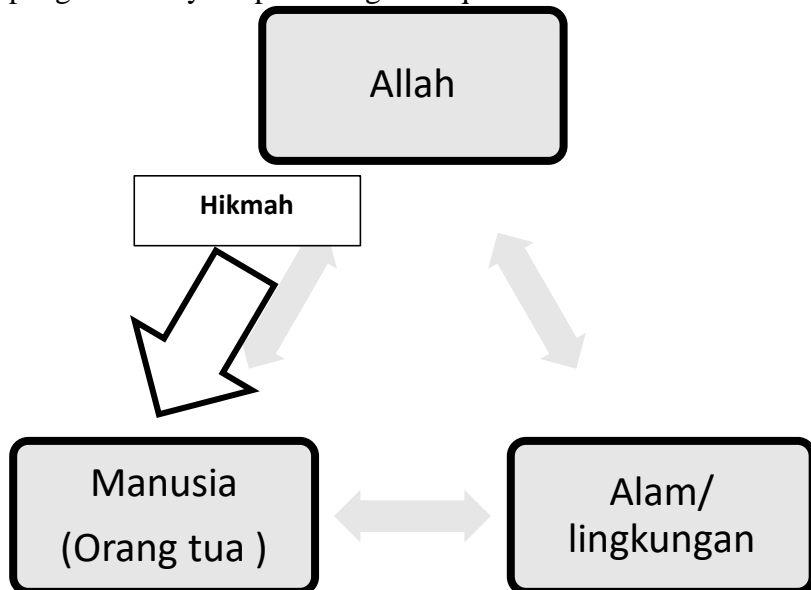 Allah
Hikmah
Manusia
(Orang tua )
Alam/
lingkungan